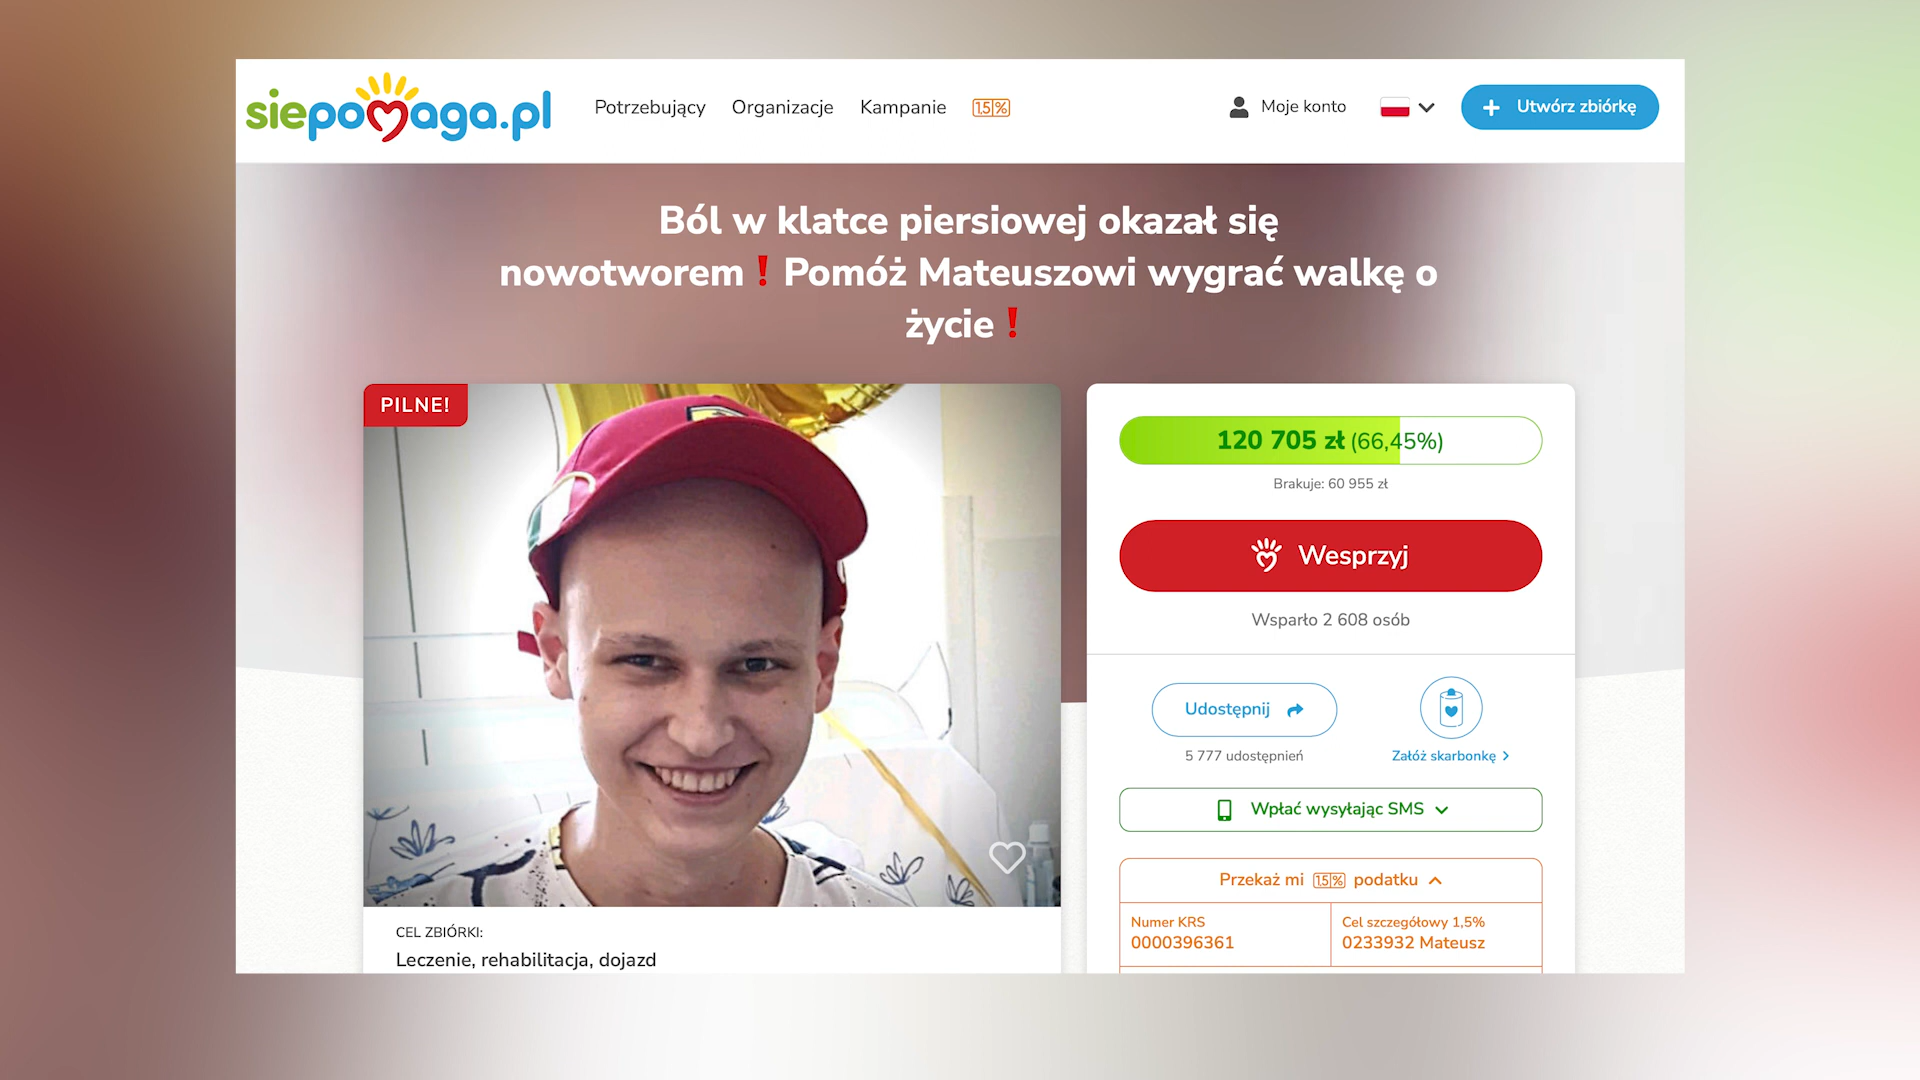 siepomaga.pl
Potrzebujący Organizacje Kampanie 1,5%
Moje konto
+ Utwórz zbiórkę
Ból w klatce piersiowej okazał się
nowotworem❗Pomóż Mateuszowi wygrać walkę o
życie❗
PILNE!
CEL ZBIÓRKI:
Leczenie, rehabilitacja, dojazd
120 705 zł (66,45%)
Brakuje: 60 955 zł
Wesprzyj
Wsparło 2 608 osób
Udostępnij
5 777 udostępnień
Załóż skarbonkę
Wpłać wysyłając SMS
Przekaż mi 1,5% podatku
Numer KRS
0000396361
Cel szczegółowy 1,5%
0233932 Mateusz